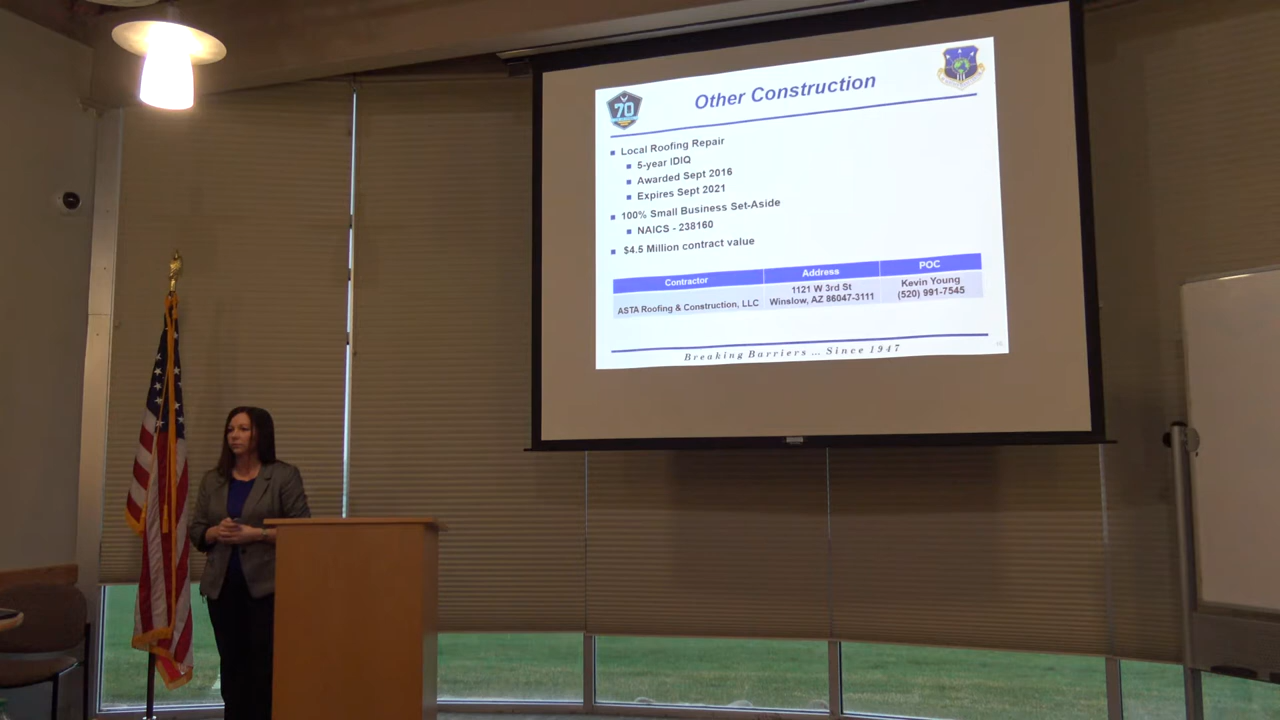 70
Other Construction
Local Roofing Repair
5-year IDIQ
Awarded Sept 2016
Expires Sept 2021
100% Small Business Set-Aside
NAICS - 238160
$4.5 Million contract value
Contractor Address POC
ASTA Roofing & Construction, LLC 1121 W 3rd St Kevin Young
Winslow, AZ 86047-3111 (520) 991-7545
Breaking Barriers ... Since 1947